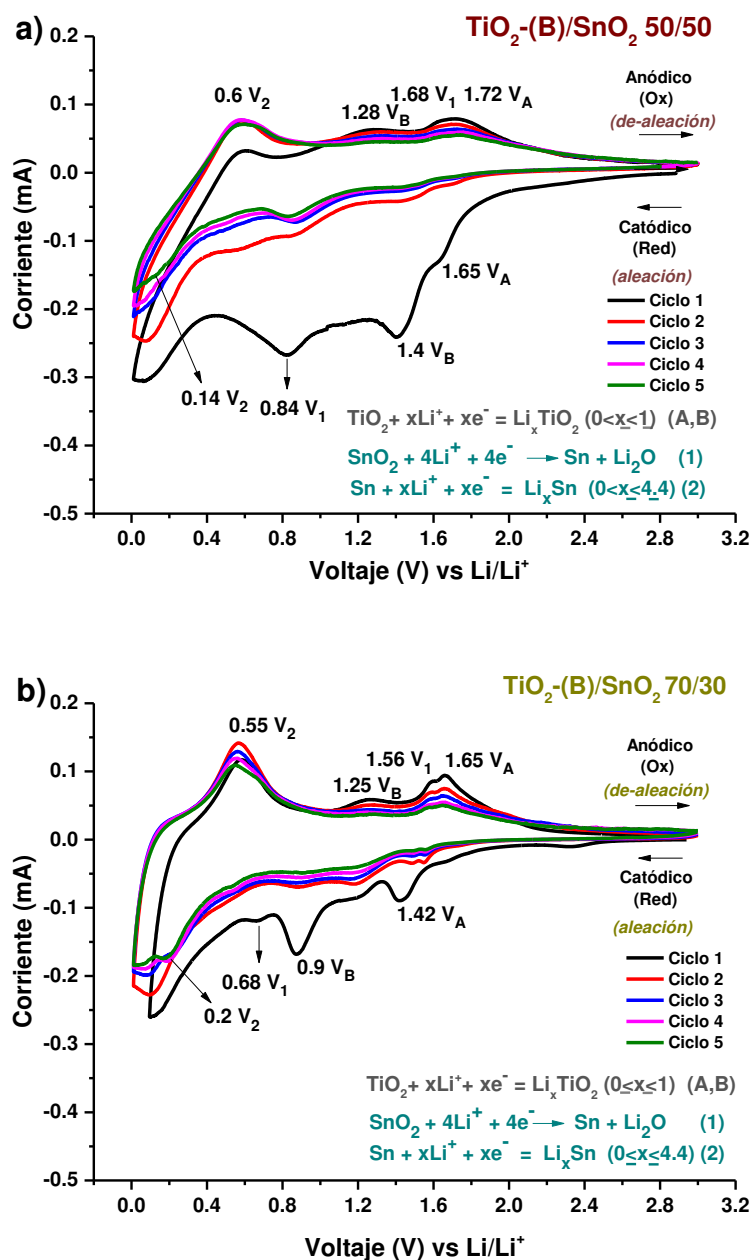 a)
TiO₂-(B)/SnO₂ 50/50
0.2
0.1
0.0
-0.1
-0.2
-0.3
-0.4
-0.5
Corriente (mA)
0.6 V₂
1.28 V_B
1.68 V₁ 1.72 V_A
Anódico
(Ox)
(de-aleación)
Catódico
(Red)
(aleación)
1.65 V_A
1.4 V_B
0.14 V₂
0.84 V₁
Ciclo 1
Ciclo 2
Ciclo 3
Ciclo 4
Ciclo 5
TiO₂+ xLi⁺+ xe⁻ = LiₓTiO₂ (0<x≤1) (A,B)
SnO₂ + 4Li⁺ + 4e⁻ → Sn + Li₂O (1)
Sn + xLi⁺ + xe⁻ = LiₓSn (0<x≤4.4) (2)
0.0 0.4 0.8 1.2 1.6 2.0 2.4 2.8 3.2
Voltaje (V) vs Li/Li⁺
b)
TiO₂-(B)/SnO₂ 70/30
0.2
0.1
0.0
-0.1
-0.2
-0.3
-0.4
-0.5
Corriente (mA)
0.55 V₂
1.25 V_B
1.56 V₁
1.65 V_A
Anódico
(Ox)
(de-aleación)
Catódico
(Red)
(aleación)
1.42 V_A
0.9 V_B
0.68 V₁
0.2 V₂
Ciclo 1
Ciclo 2
Ciclo 3
Ciclo 4
Ciclo 5
TiO₂+ xLi⁺+ xe⁻ = LiₓTiO₂ (0≤x≤1) (A,B)
SnO₂ + 4Li⁺ + 4e⁻ → Sn + Li₂O (1)
Sn + xLi⁺ + xe⁻ = LiₓSn (0≤x≤4.4) (2)
0.0 0.4 0.8 1.2 1.6 2.0 2.4 2.8 3.2
Voltaje (V) vs Li/Li⁺